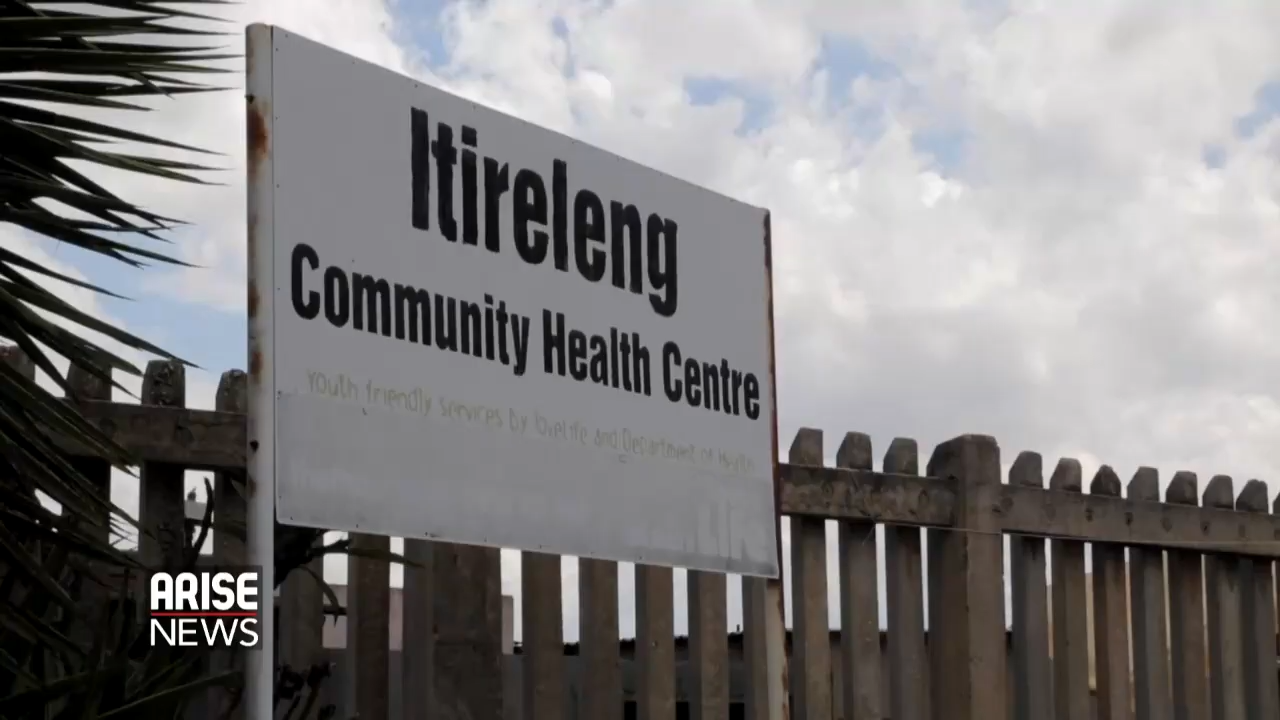 Itireleng
Community Health Centre
Youth friendly services by loveLife and Department of Health
ARISE
NEWS